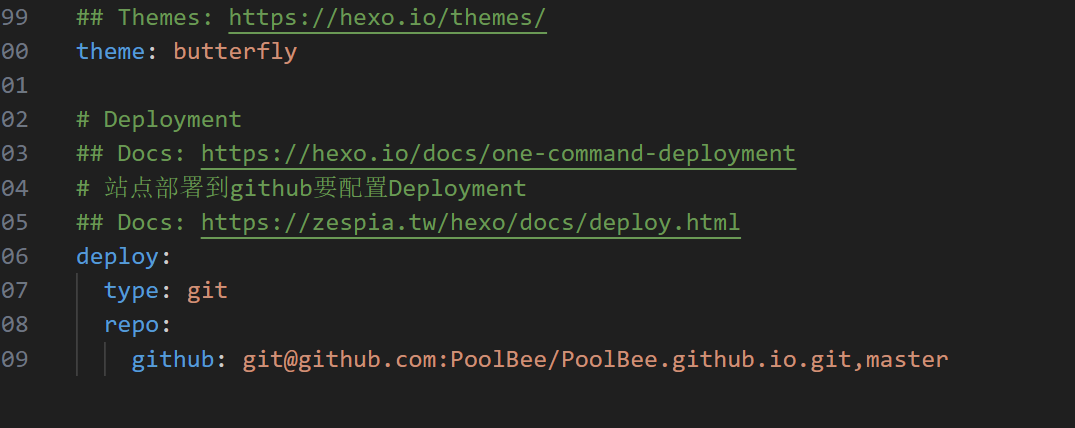 99 ## Themes: https://hexo.io/themes/
00 theme: butterfly
01
02 # Deployment
03 ## Docs: https://hexo.io/docs/one-command-deployment
04 # 站点部署到github要配置Deployment
05 ## Docs: https://zespia.tw/hexo/docs/deploy.html
06 deploy:
07 type: git
08 repo:
09 github: git@github.com:PoolBee/PoolBee.github.io.git,master